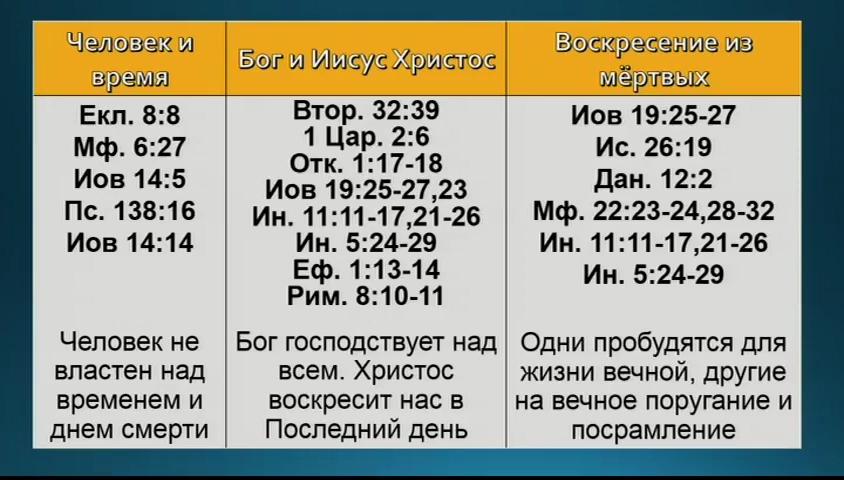 Человек и
время
Екл. 8:8
Мф. 6:27
Иов 14:5
Пс. 138:16
Иов 14:14
Человек не
властен над
временем и
днем смерти
Бог и Иисус Христос
Втор. 32:39
1 Цар. 2:6
Отк. 1:17-18
Иов 19:25-27,23
Ин. 11:11-17,21-26
Ин. 5:24-29
Еф. 1:13-14
Рим. 8:10-11
Бог господствует над
всем. Христос
воскресит нас в
Последний день
Воскресение из
мёртвых
Иов 19:25-27
Ис. 26:19
Дан. 12:2
Мф. 22:23-24,28-32
Ин. 11:11-17,21-26
Ин. 5:24-29
Одни пробудятся для
жизни вечной, другие
на вечное поругание и
посрамление